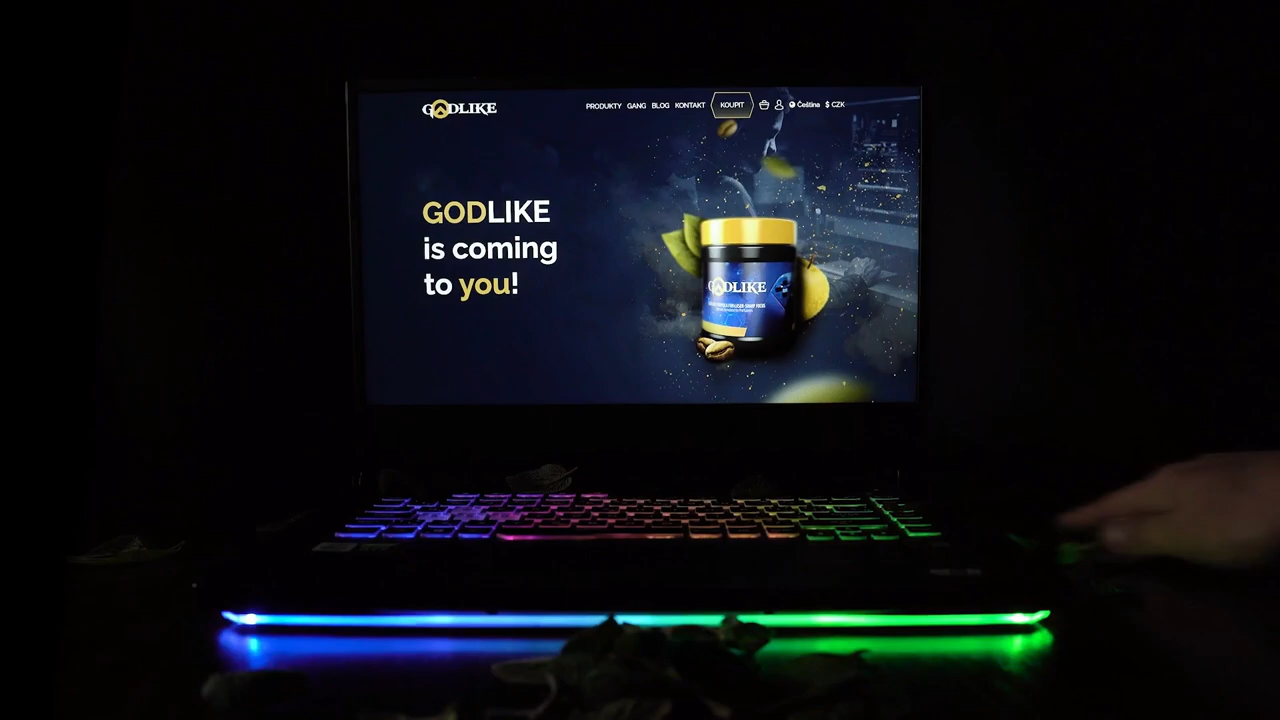 GODLIKE
PRODUKTY GANG BLOG KONTAKT KOUPIT Čeština $ CZK
GODLIKE
is coming
to you!
GODLIKE